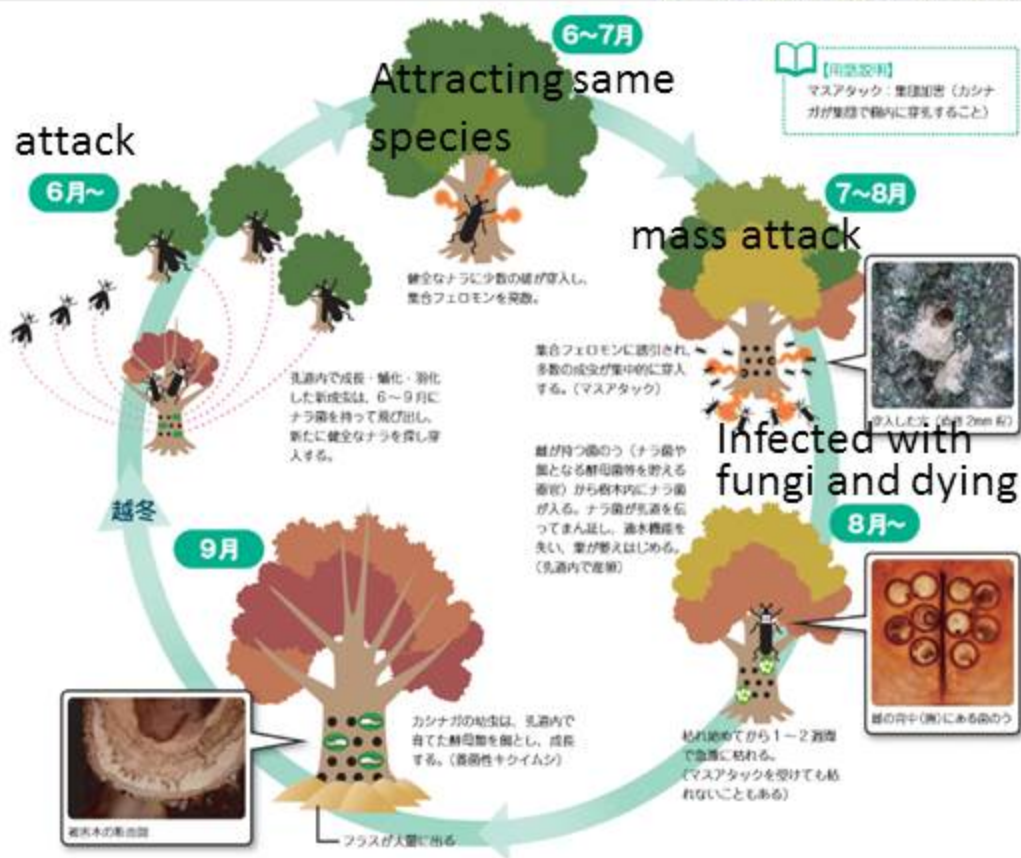 6～7月
Attracting same
species
【用語説明】
マスアタック：集団加害（カシナ
ガが集団で樹内に穿孔すること）
attack
6月～
7～8月
mass attack
健全なナラに少数の雄が穿入し、
集合フェロモンを発散。
集合フェロモンに誘引され、
多数の成虫が集中的に穿入
する。（マスアタック）
穿入した穴（直径2mm程）
孔道内で成長・蛹化・羽化
した新成虫は、6～9月に
ナラ菌を持って飛び出し、
新たに健全なナラを探し穿
入する。
Infected with
fungi and dying
雌が持つ菌のう（ナラ菌や
餌となる酵母菌等を貯える
器官）から樹木内にナラ菌
が入る。ナラ菌が孔道を伝
ってまん延し、通水機能を
失い、葉が萎えはじめる。
（孔道内で産卵）
8月～
越冬
9月
雌の背中（胸）にある菌のう
カシナガの幼虫は、孔道内で
育てた酵母類を餌とし、成長
する。（養菌性キクイムシ）
枯れ始めてから1～2週間
で急激に枯れる。
（マスアタックを受けても枯
れないこともある）
被害木の断面図
フラスが大量に出る